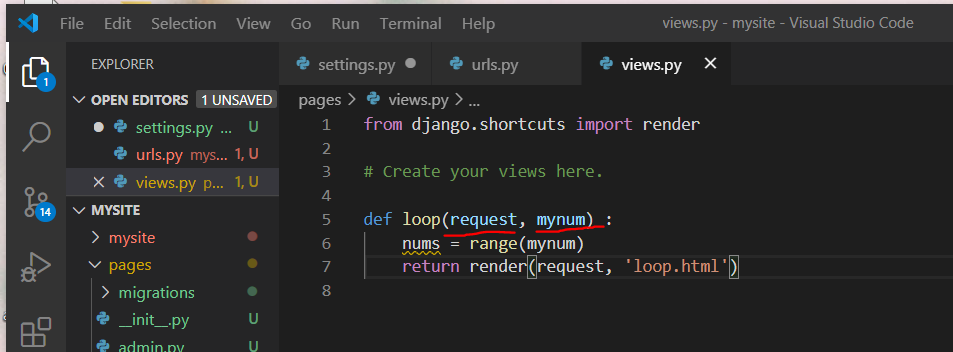 File Edit Selection View Go Run Terminal Help views.py - mysite - Visual Studio Code
EXPLORER
settings.py
urls.py
views.py
OPEN EDITORS 1 UNSAVED
settings.py ... U
urls.py mys... 1, U
views.py p... 1, U
MYSITE
mysite
pages
migrations
__init__.py U
admin.py U
1
14
pages > views.py > ...
1 from django.shortcuts import render
2
3 # Create your views here.
4
5 def loop(request, mynum) :
6 nums = range(mynum)
7 return render(request, 'loop.html')
8